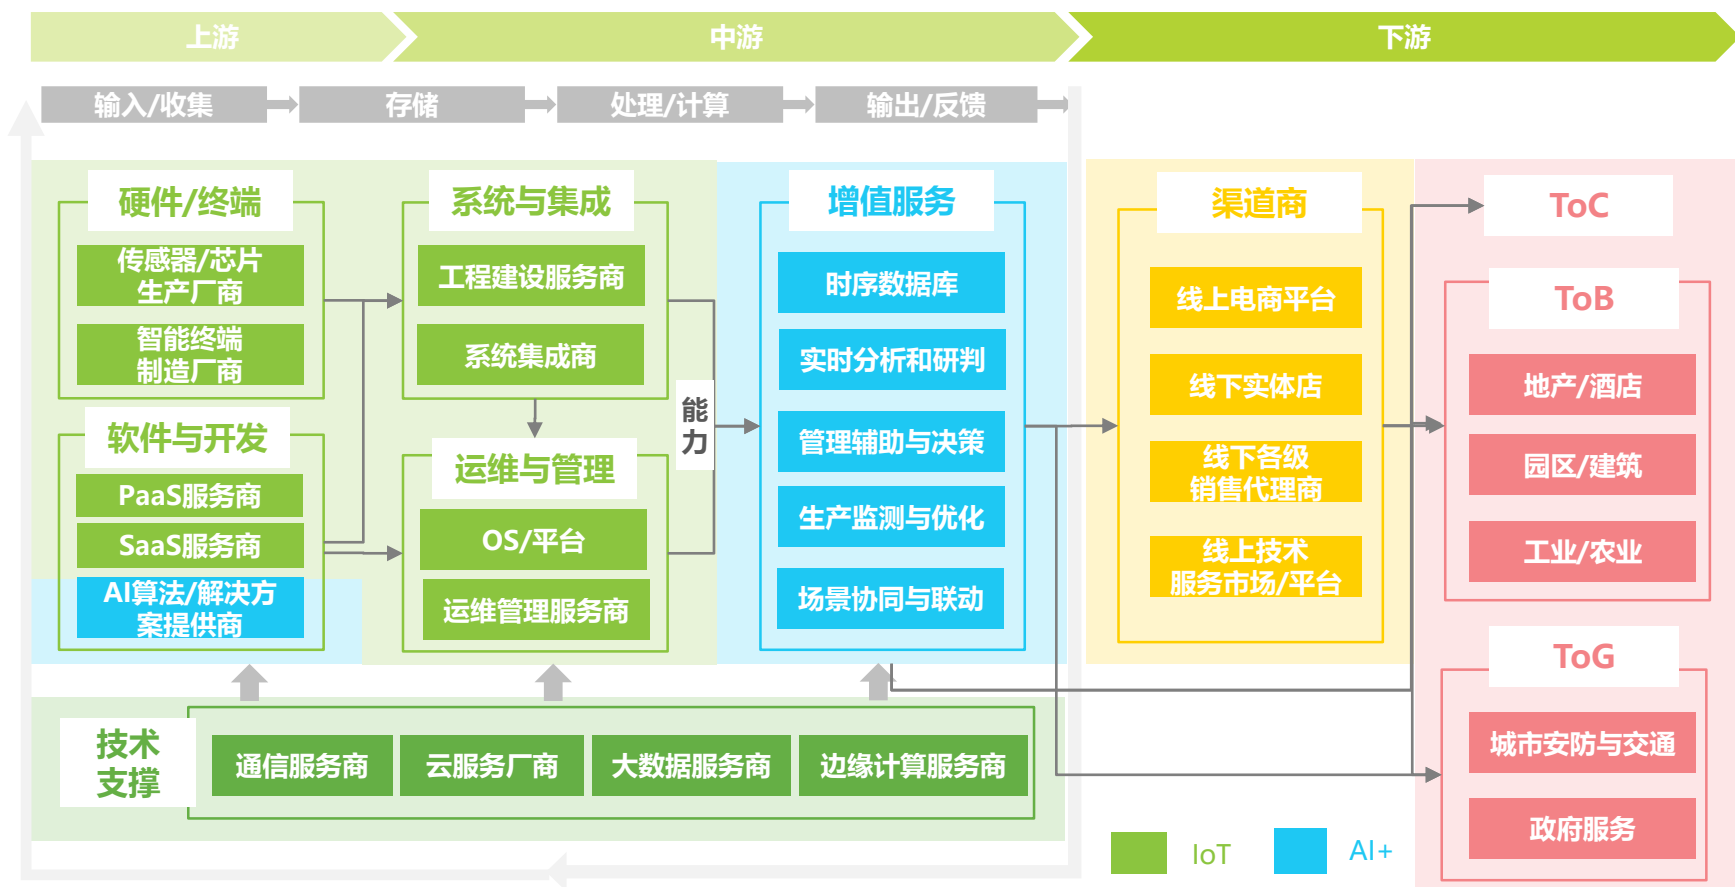 上游
中游
下游
输入/收集
存储
处理/计算
输出/反馈
硬件/终端
传感器/芯片
生产厂商
智能终端
制造厂商
软件与开发
PaaS服务商
SaaS服务商
AI算法/解决方
案提供商
系统与集成
工程建设服务商
系统集成商
运维与管理
OS/平台
运维管理服务商
能
力
增值服务
时序数据库
实时分析和研判
管理辅助与决策
生产监测与优化
场景协同与联动
渠道商
线上电商平台
线下实体店
线下各级
销售代理商
线上技术
服务市场/平台
ToC
ToB
地产/酒店
园区/建筑
工业/农业
ToG
城市安防与交通
政府服务
技术
支撑
通信服务商
云服务厂商
大数据服务商
边缘计算服务商
IoT
AI+